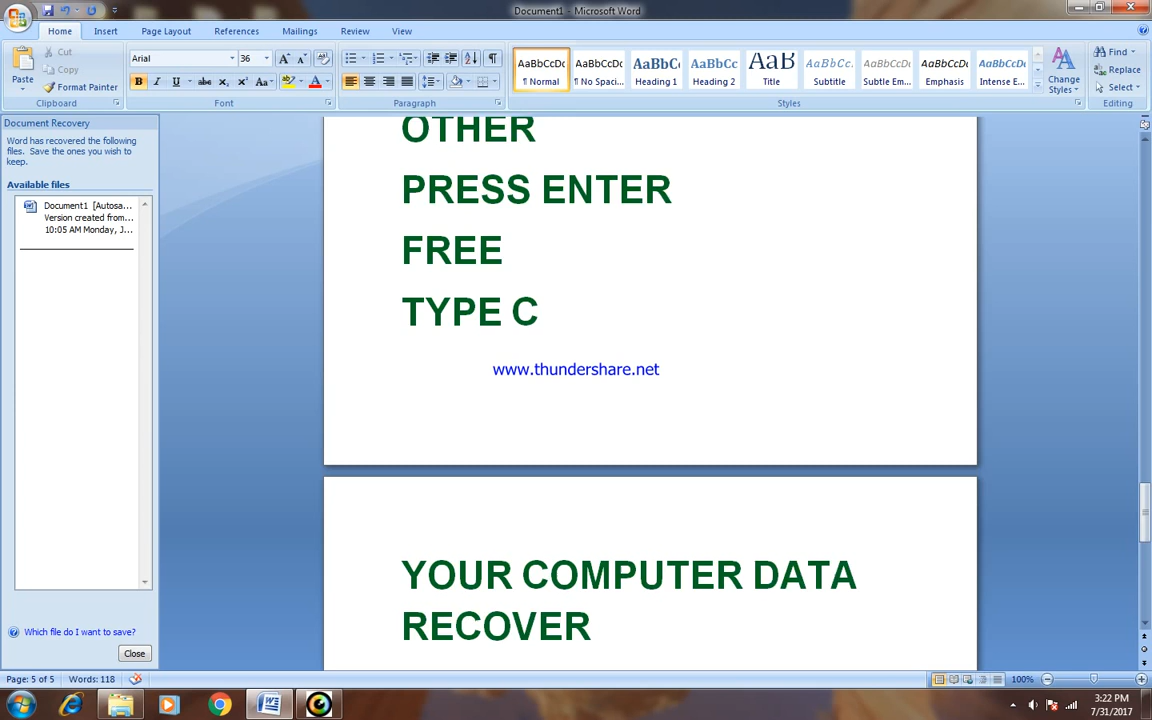 Document1 - Microsoft Word
Home Insert Page Layout References Mailings Review View
Paste
Cut
Copy
Format Painter
Clipboard
Arial 36
Font
Paragraph
AaBbCcDc AaBbCcDc AaBbC AaBbCc AaB AaBbCc. AaBbCcDc AaBbCcDc AaBbCcDc
¶ Normal ¶ No Spaci... Heading 1 Heading 2 Title Subtitle Subtle Em... Emphasis Intense E...
Change Styles
Styles
Find
Replace
Select
Editing
Document Recovery
Word has recovered the following
files. Save the ones you wish to
keep.
Available files
Document1 [Autosa...
Version created from...
10:05 AM Monday, J...
Which file do I want to save?
Close
OTHER
PRESS ENTER
FREE
TYPE C
www.thundershare.net
YOUR COMPUTER DATA
RECOVER
Page: 5 of 5 Words: 118
100%
3:22 PM
7/31/2017